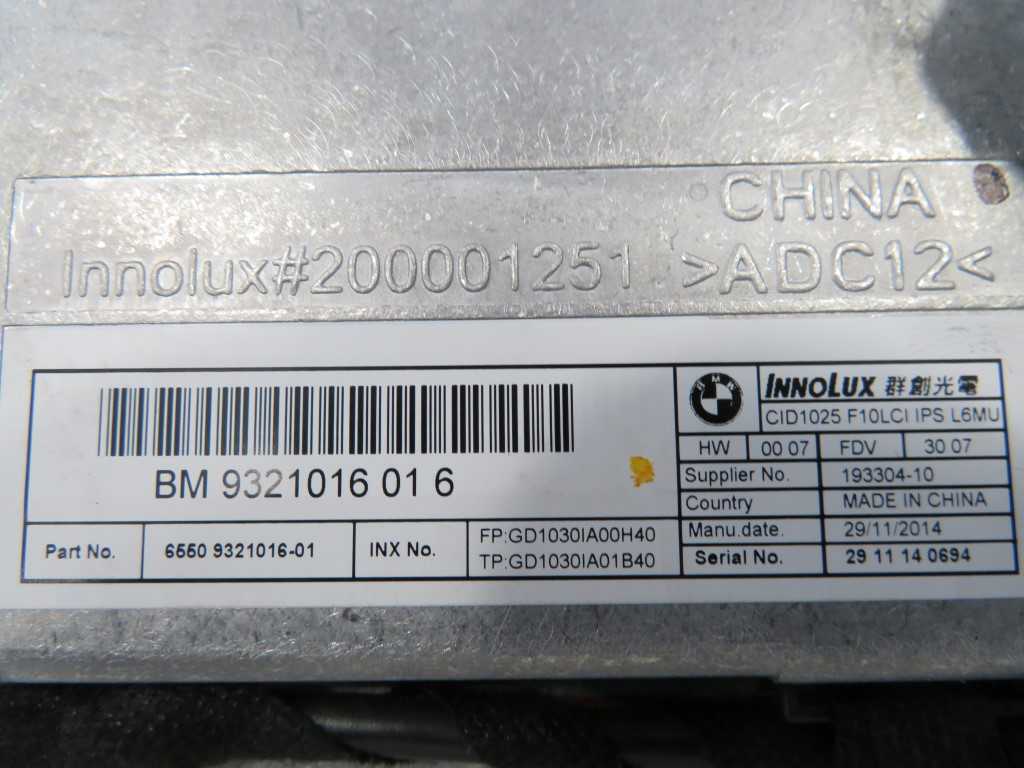 CHINA
Innolux#200001251 >ADC12<
BMW
INNOLUX 群創光電
CID1025 F10LCI IPS L6MU
BM 9321016 01 6
HW 00 07 FDV 30 07
Supplier No. 193304-10
Country MADE IN CHINA
Manu.date. 29/11/2014
Serial No. 29 11 14 0694
Part No. 6550 9321016-01 INX No. FP:GD1030IA00H40
TP:GD1030IA01B40